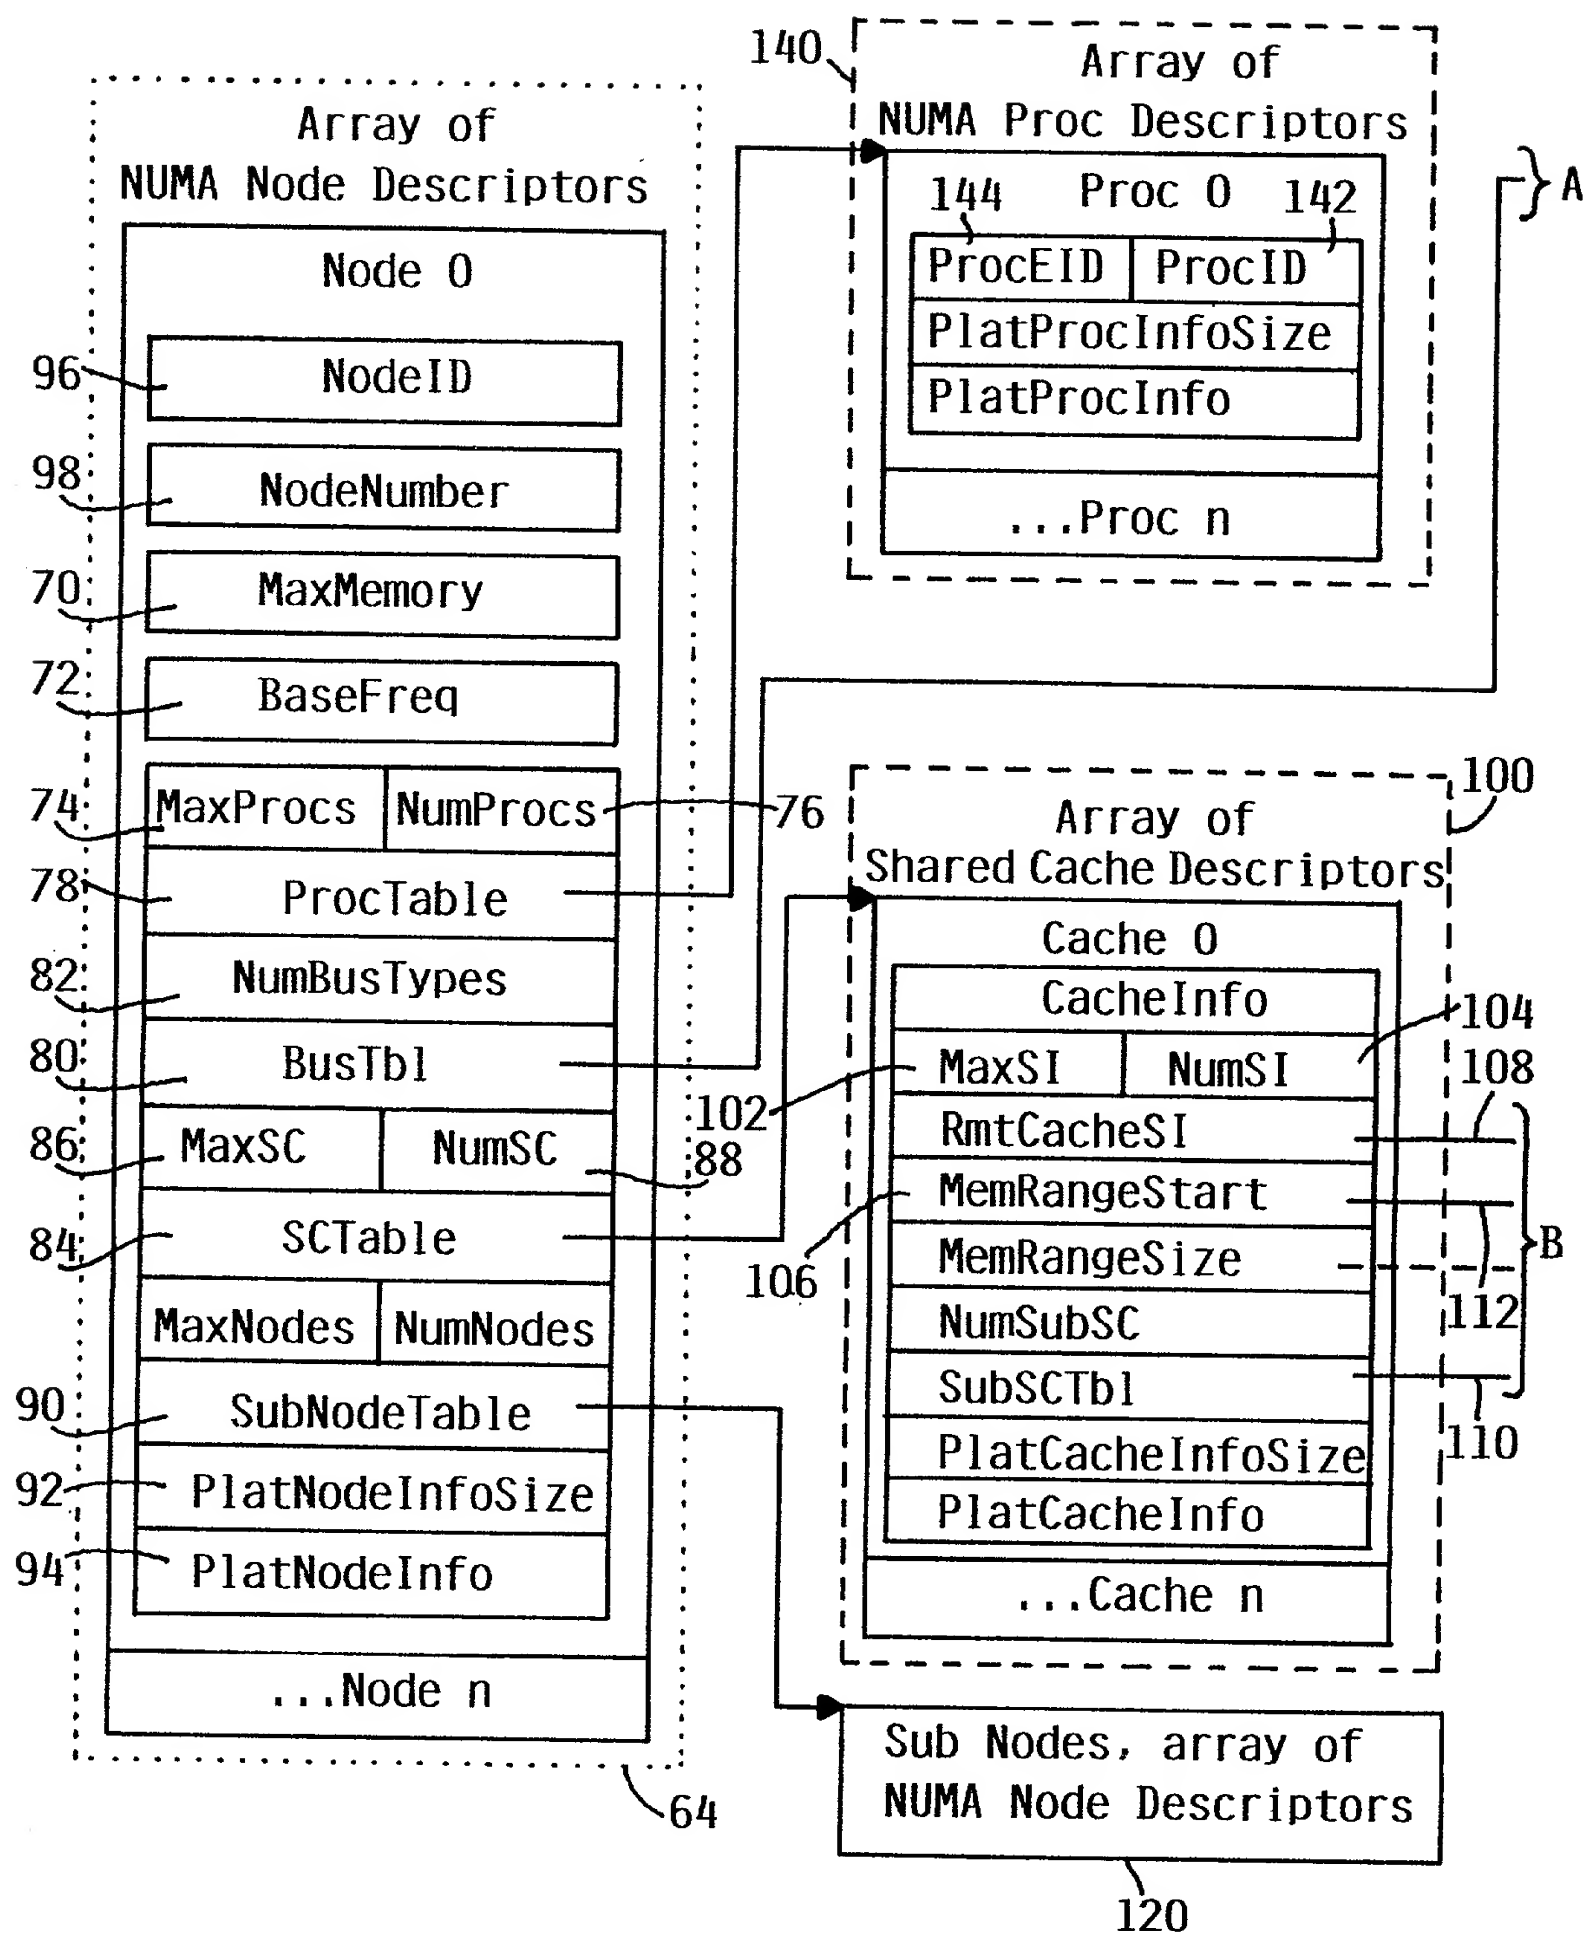 Array of
NUMA Node Descriptors
Node 0
96
NodeID
98
NodeNumber
70
MaxMemory
72
BaseFreq
74
MaxProcs
NumProcs
76
78
ProcTable
82
NumBusTypes
80
BusTbl
86
MaxSC
NumSC
88
84
SCTable
MaxNodes
NumNodes
90
SubNodeTable
92
PlatNodeInfoSize
94
PlatNodeInfo
...Node n
64
140
Array of
NUMA Proc Descriptors
Proc 0
144
142
ProcEID
ProcID
PlatProcInfoSize
PlatProcInfo
...Proc n
A
100
Array of
Shared Cache Descriptors
Cache 0
CacheInfo
104
102
MaxSI
NumSI
108
RmtCacheSI
106
MemRangeStart
112
MemRangeSize
B
NumSubSC
SubSCTbl
110
PlatCacheInfoSize
PlatCacheInfo
...Cache n
Sub Nodes, array of
NUMA Node Descriptors
120